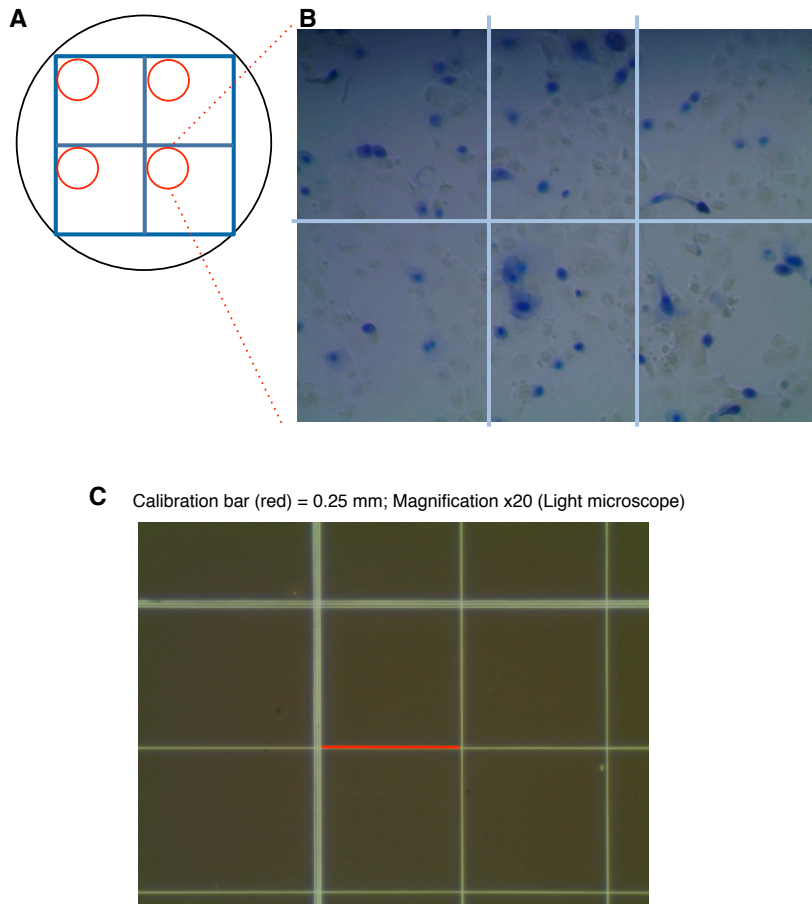 A
B
C Calibration bar (red) = 0.25 mm; Magnification x20 (Light microscope)